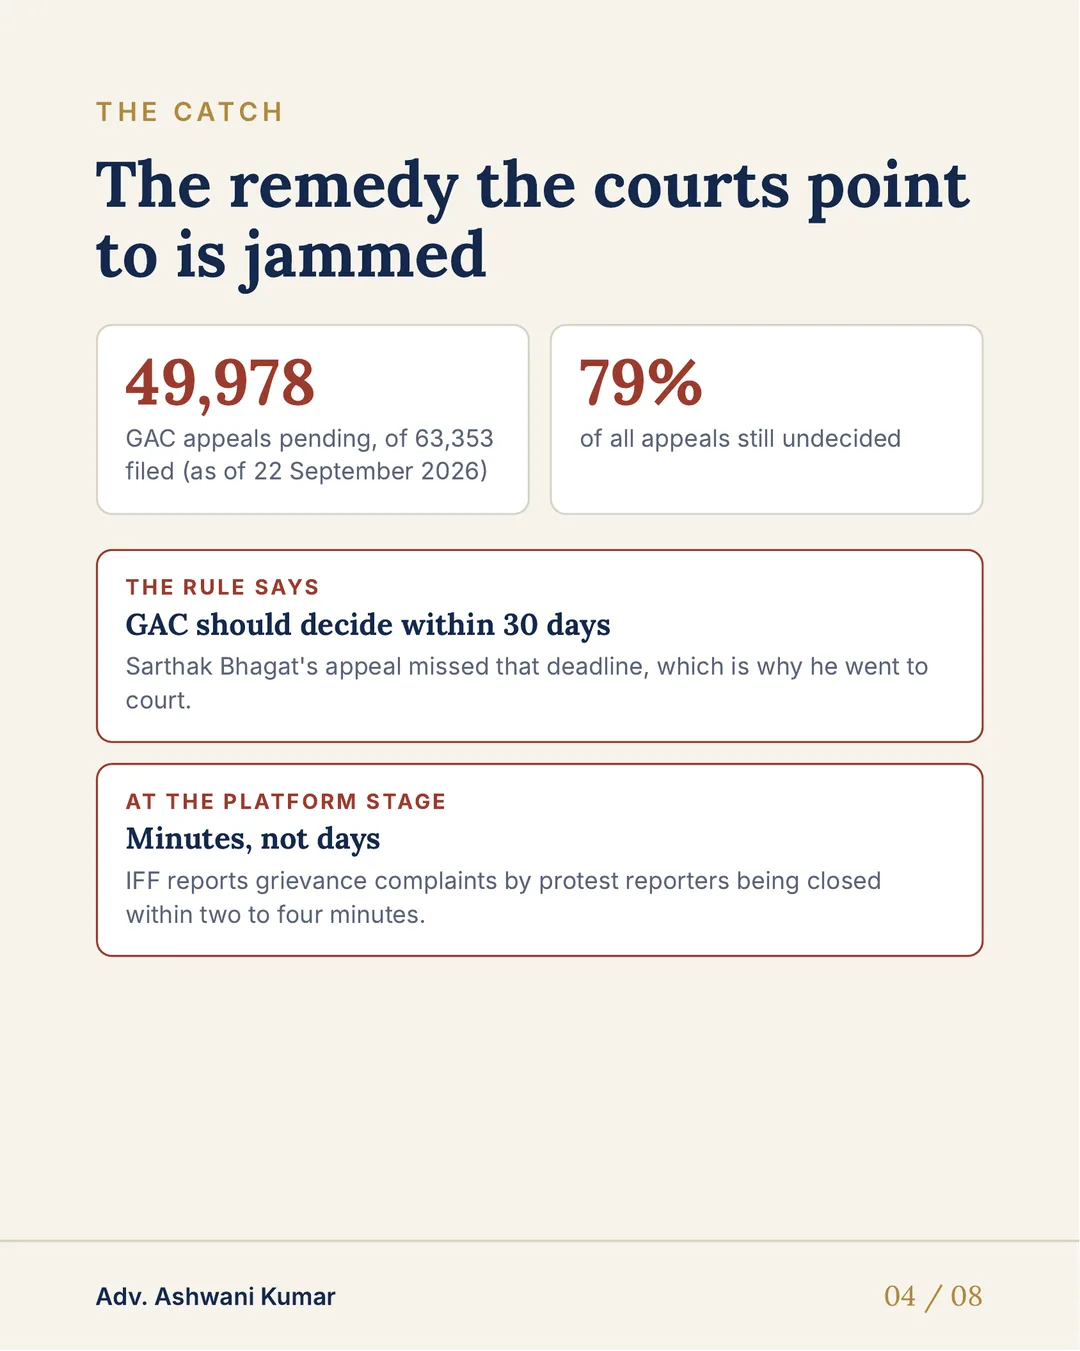 THE CATCH
The remedy the courts point
to is jammed
49,978
GAC appeals pending, of 63,353
filed (as of 22 September 2026)
79%
of all appeals still undecided
THE RULE SAYS
GAC should decide within 30 days
Sarthak Bhagat's appeal missed that deadline, which is why he went to
court.
AT THE PLATFORM STAGE
Minutes, not days
IFF reports grievance complaints by protest reporters being closed
within two to four minutes.
Adv. Ashwani Kumar
04 / 08